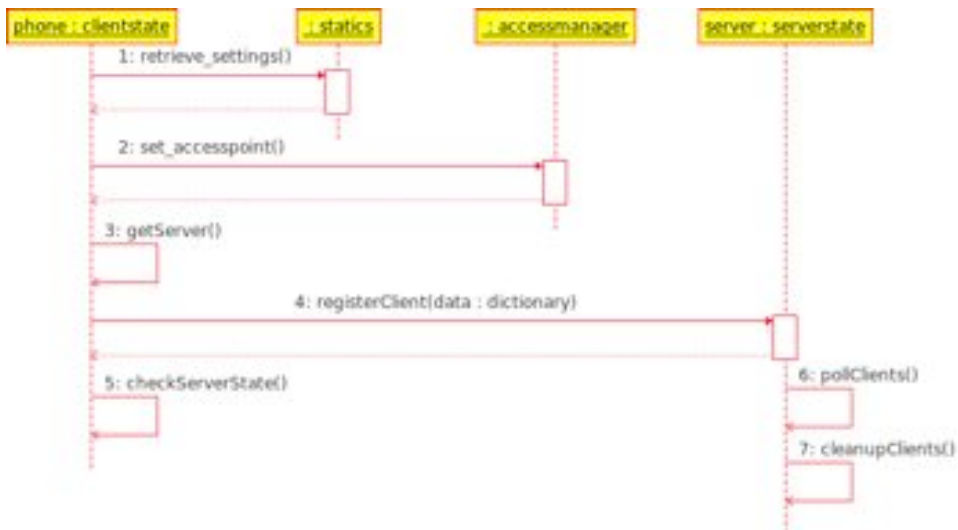 phone : clientstate
: statics
: accessmanager
server : serverstate
1: retrieve_settings()
2: set_accesspoint()
3: getServer()
4: registerClient(data : dictionary)
5: checkServerState()
6: pollClients()
7: cleanupClients()